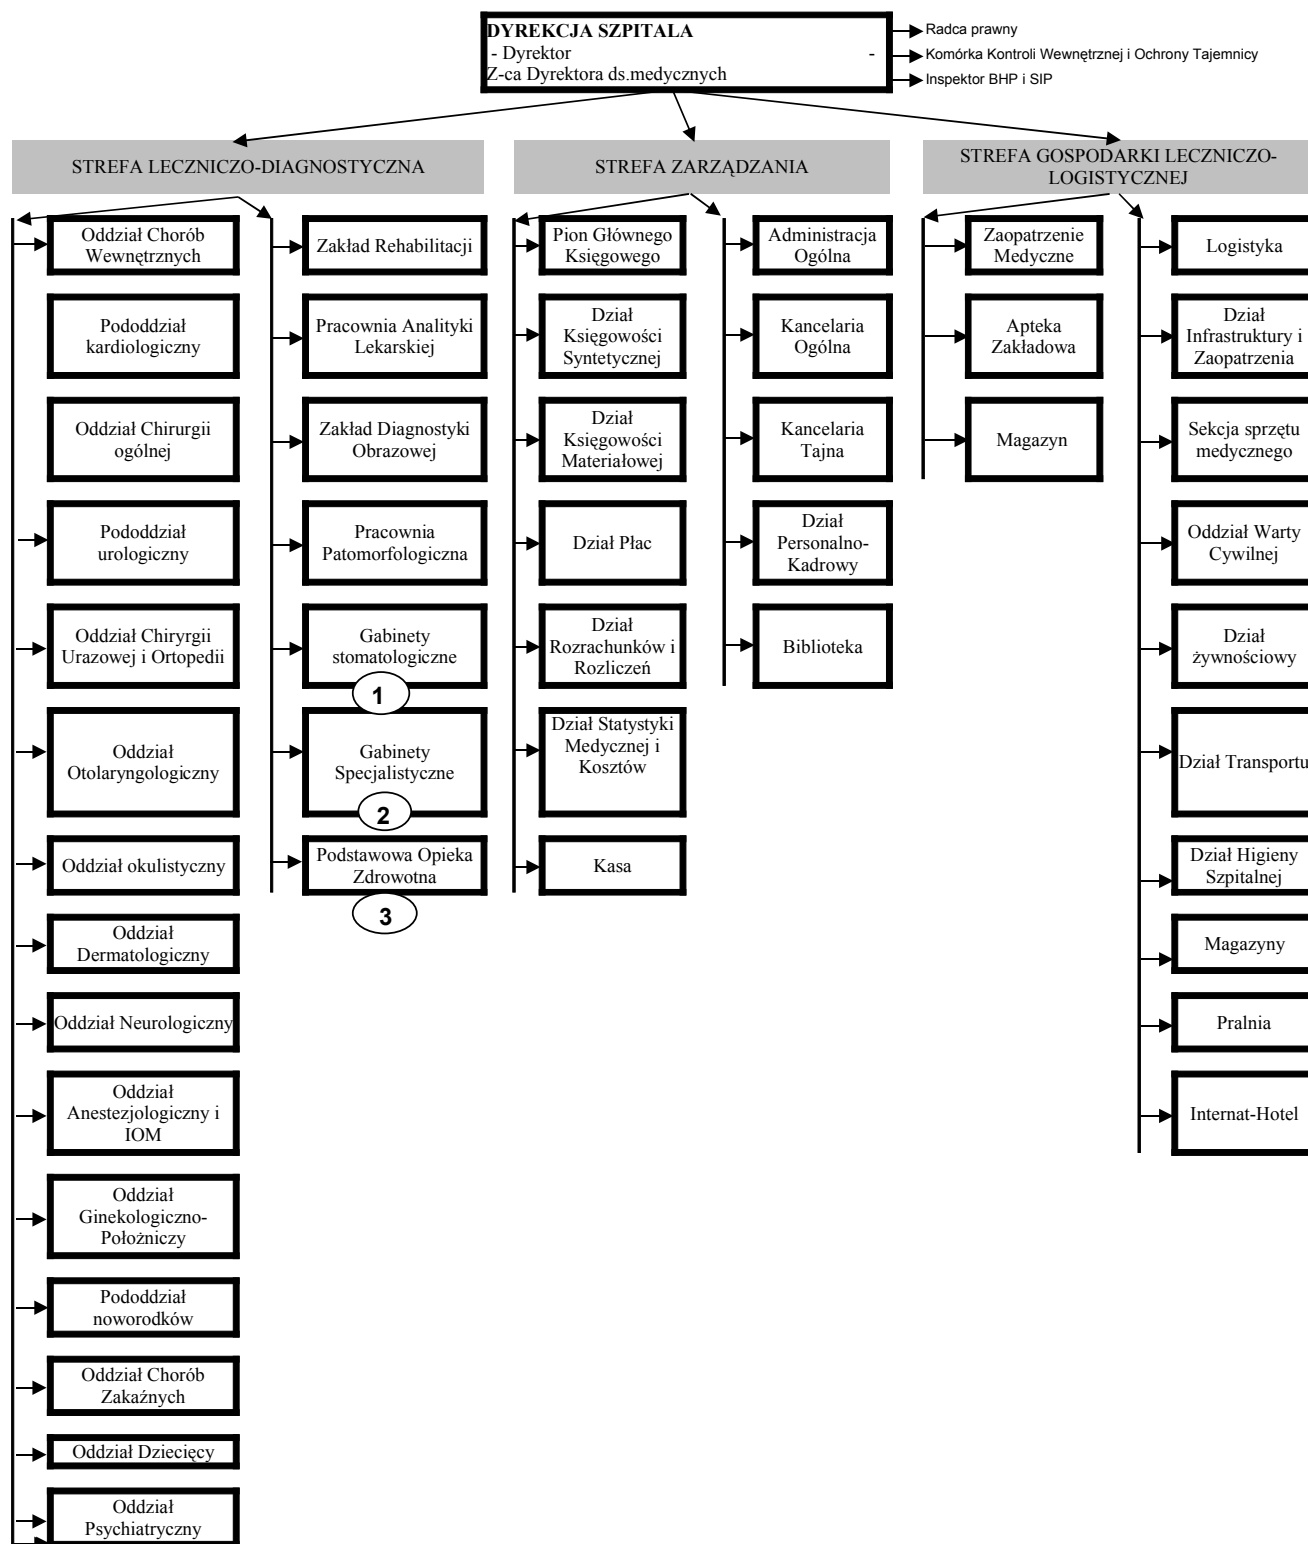 DYREKCJA SZPITALA
- Dyrektor -
Z-ca Dyrektora ds.medycznych
Radca prawny
Komórka Kontroli Wewnętrznej i Ochrony Tajemnicy
Inspektor BHP i SIP
STREFA LECZNICZO-DIAGNOSTYCZNA
Oddział Chorób
Wewnętrznych
Pododdział
kardiologiczny
Oddział Chirurgii
ogólnej
Pododdział
urologiczny
Oddział Chiryrgii
Urazowej i Ortopedii
Oddział
Otolaryngologiczny
Oddział okulistyczny
Oddział
Dermatologiczny
Oddział Neurologiczny
Oddział
Anestezjologiczny i
IOM
Oddział
Ginekologiczno-
Położniczy
Pododdział
noworodków
Oddział Chorób
Zakaźnych
Oddział Dziecięcy
Oddział
Psychiatryczny
Zakład Rehabilitacji
Pracownia Analityki
Lekarskiej
Zakład Diagnostyki
Obrazowej
Pracownia
Patomorfologiczna
Gabinety
stomatologiczne
1
Gabinety
Specjalistyczne
2
Podstawowa Opieka
Zdrowotna
3
STREFA ZARZĄDZANIA
Pion Głównego
Księgowego
Dział
Księgowości
Syntetycznej
Dział
Księgowości
Materiałowej
Dział Płac
Dział
Rozrachunków i
Rozliczeń
Dział Statystyki
Medycznej i
Kosztów
Kasa
Administracja
Ogólna
Kancelaria
Ogólna
Kancelaria
Tajna
Dział
Personalno-
Kadrowy
Biblioteka
STREFA GOSPODARKI LECZNICZO-
LOGISTYCZNEJ
Zaopatrzenie
Medyczne
Apteka
Zakładowa
Magazyn
Logistyka
Dział
Infrastruktury i
Zaopatrzenia
Sekcja sprzętu
medycznego
Oddział Warty
Cywilnej
Dział
żywnościowy
Dział Transportu
Dział Higieny
Szpitalnej
Magazyny
Pralnia
Internat-Hotel